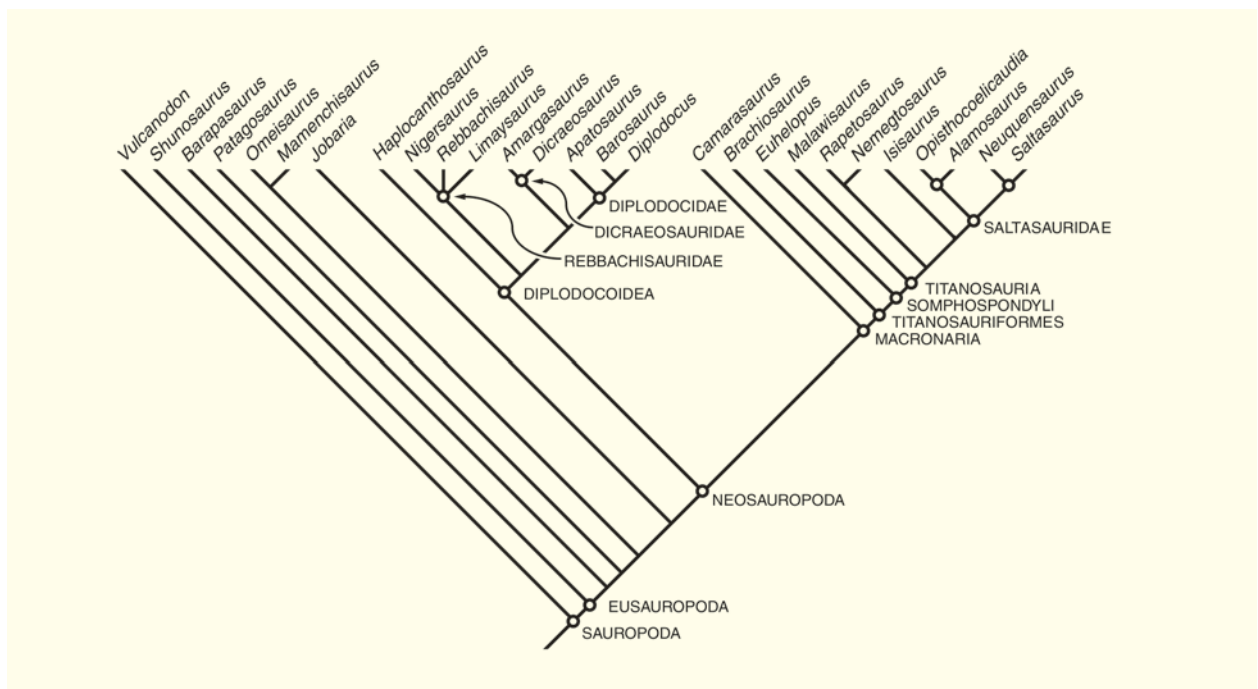 Vulcanodon
Shunosaurus
Barapasaurus
Patagosaurus
Omeisaurus
Mamenchisaurus
Jobaria
Haplocanthosaurus
Nigersaurus
Rebbachisaurus
Limaysaurus
Amargasaurus
Dicraeosaurus
Apatosaurus
Barosaurus
Diplodocus
Camarasaurus
Brachiosaurus
Euhelopus
Malawisaurus
Rapetosaurus
Nemegtosaurus
Isisaurus
Opisthocoelicaudia
Alamosaurus
Neuquensaurus
Saltasaurus
DIPLODOCIDAE
DICRAEOSAURIDAE
REBBACHISAURIDAE
DIPLODOCOIDEA
SALTASAURIDAE
TITANOSAURIA
SOMPHOSPONDYLI
TITANOSAURIFORMES
MACRONARIA
NEOSAUROPODA
EUSAUROPODA
SAUROPODA